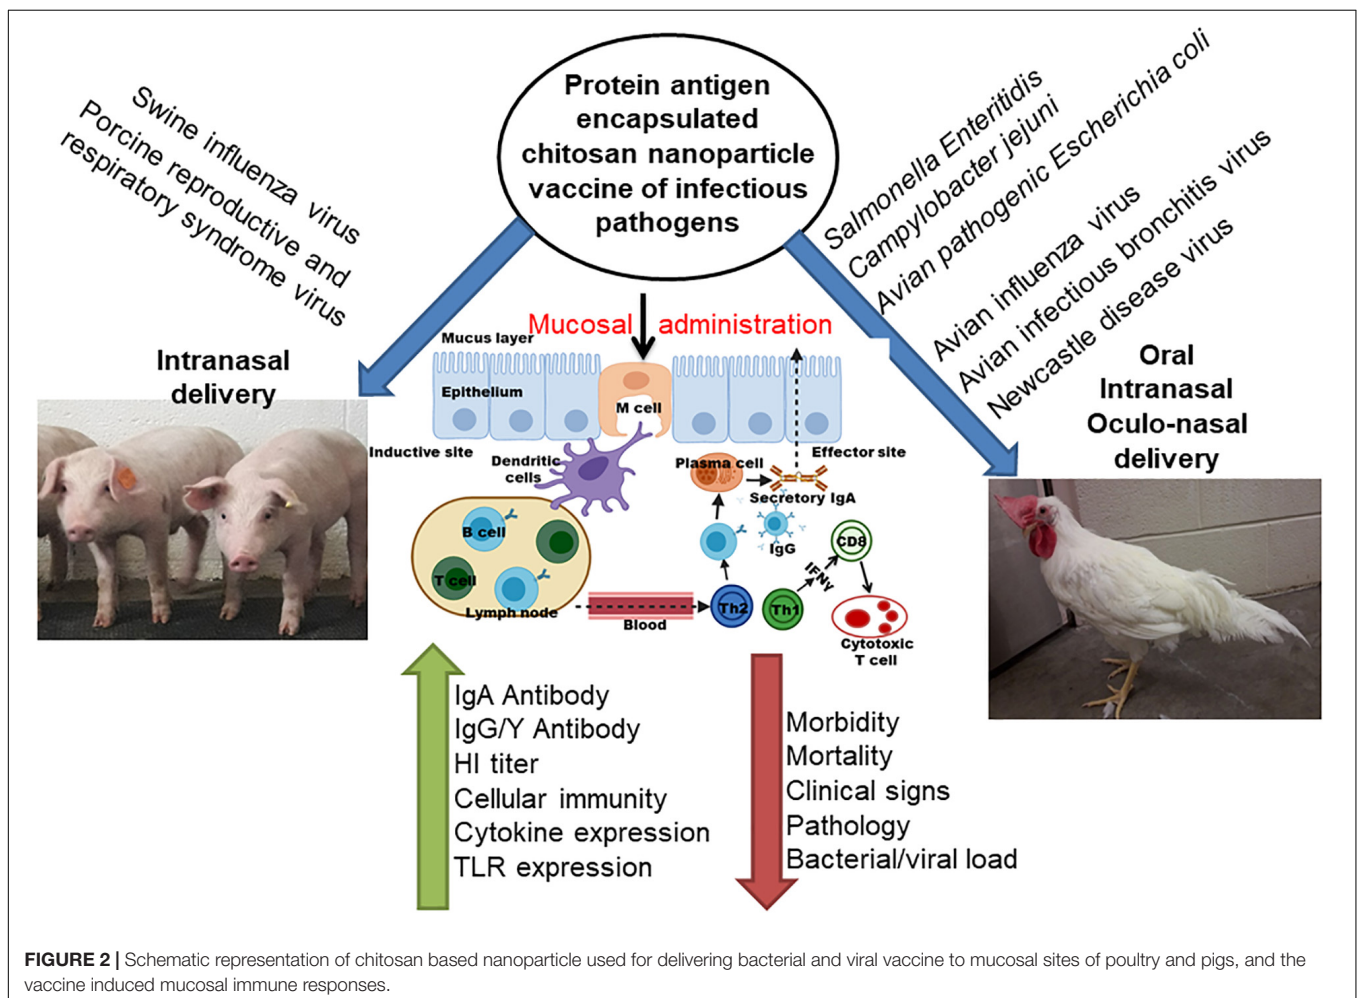 Protein antigen
encapsulated
chitosan nanoparticle
vaccine of infectious
pathogens
Swine influenza virus
Porcine reproductive and
respiratory syndrome virus
Salmonella Enteritidis
Campylobacter jejuni
Avian pathogenic Escherichia coli
Avian influenza virus
Avian infectious bronchitis virus
Newcastle disease virus
Intranasal
delivery
Oral
Intranasal
Oculo-nasal
delivery
Mucosal administration
Mucus layer
Epithelium
M cell
Inductive site
Dendritic
cells
Plasma cell
Effector site
Secretory IgA
B cell
IgG
CD8
IFNγ
T cell
Lymph node
Blood
Th2
Th1
Cytotoxic
T cell
IgA Antibody
IgG/Y Antibody
HI titer
Cellular immunity
Cytokine expression
TLR expression
Morbidity
Mortality
Clinical signs
Pathology
Bacterial/viral load
FIGURE 2 | Schematic representation of chitosan based nanoparticle used for delivering bacterial and viral vaccine to mucosal sites of poultry and pigs, and the
vaccine induced mucosal immune responses.